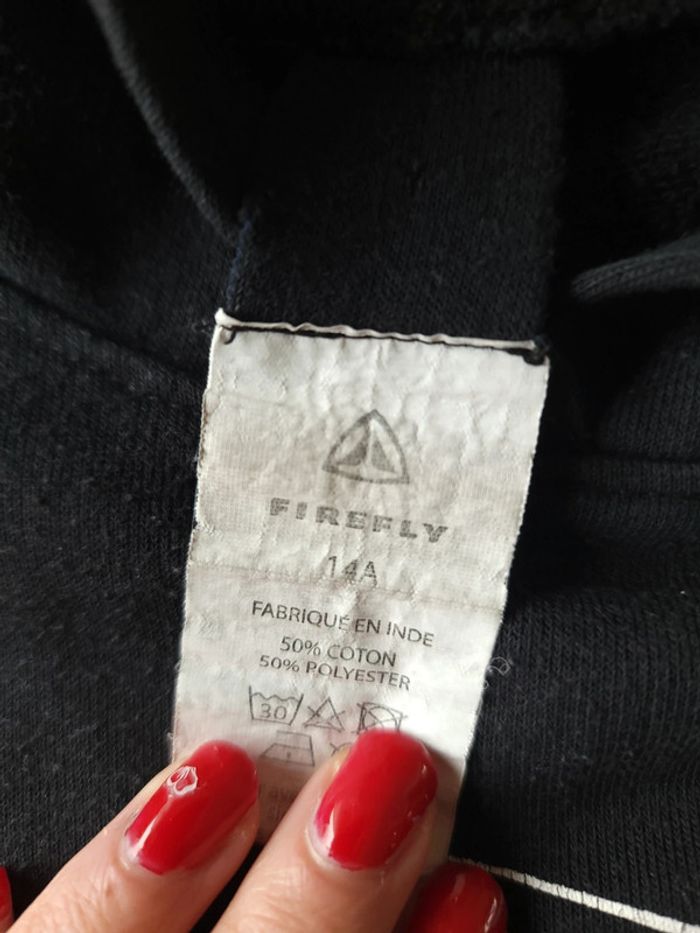 FIREFLY
14A
FABRIQUÉ EN INDE
50% COTON
50% POLYESTER
30